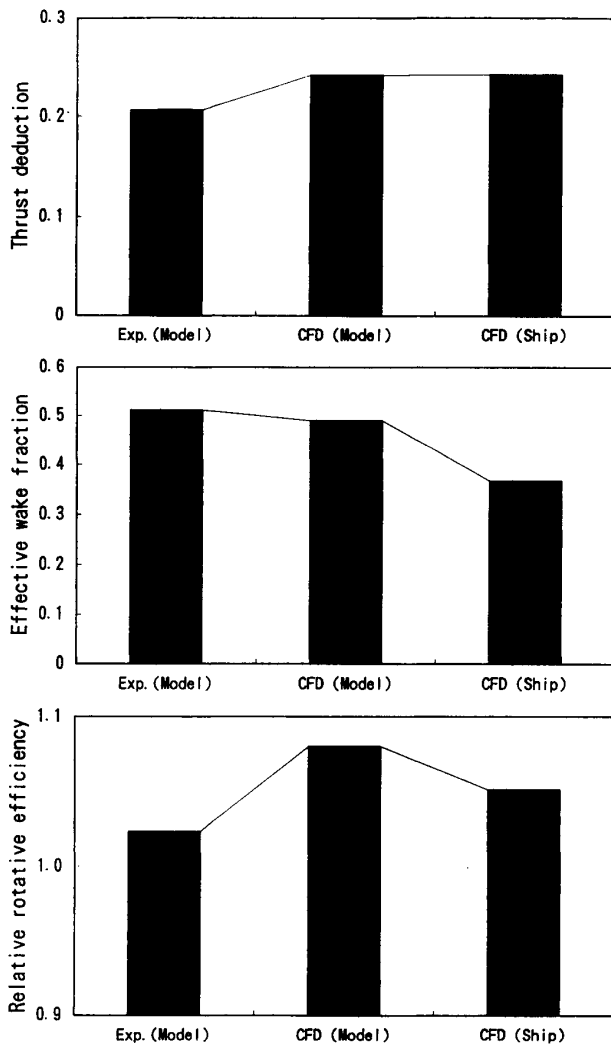 Thrust deduction
0.3
0.2
0.1
0
Exp.(Model) CFD (Model) CFD (Ship)
Effective wake fraction
0.6
0.5
0.4
0.3
0.2
0.1
0
Exp.(Model) CFD (Model) CFD (Ship)
Relative rotative efficiency
1.1
1.0
0.9
Exp.(Model) CFD (Model) CFD (Ship)